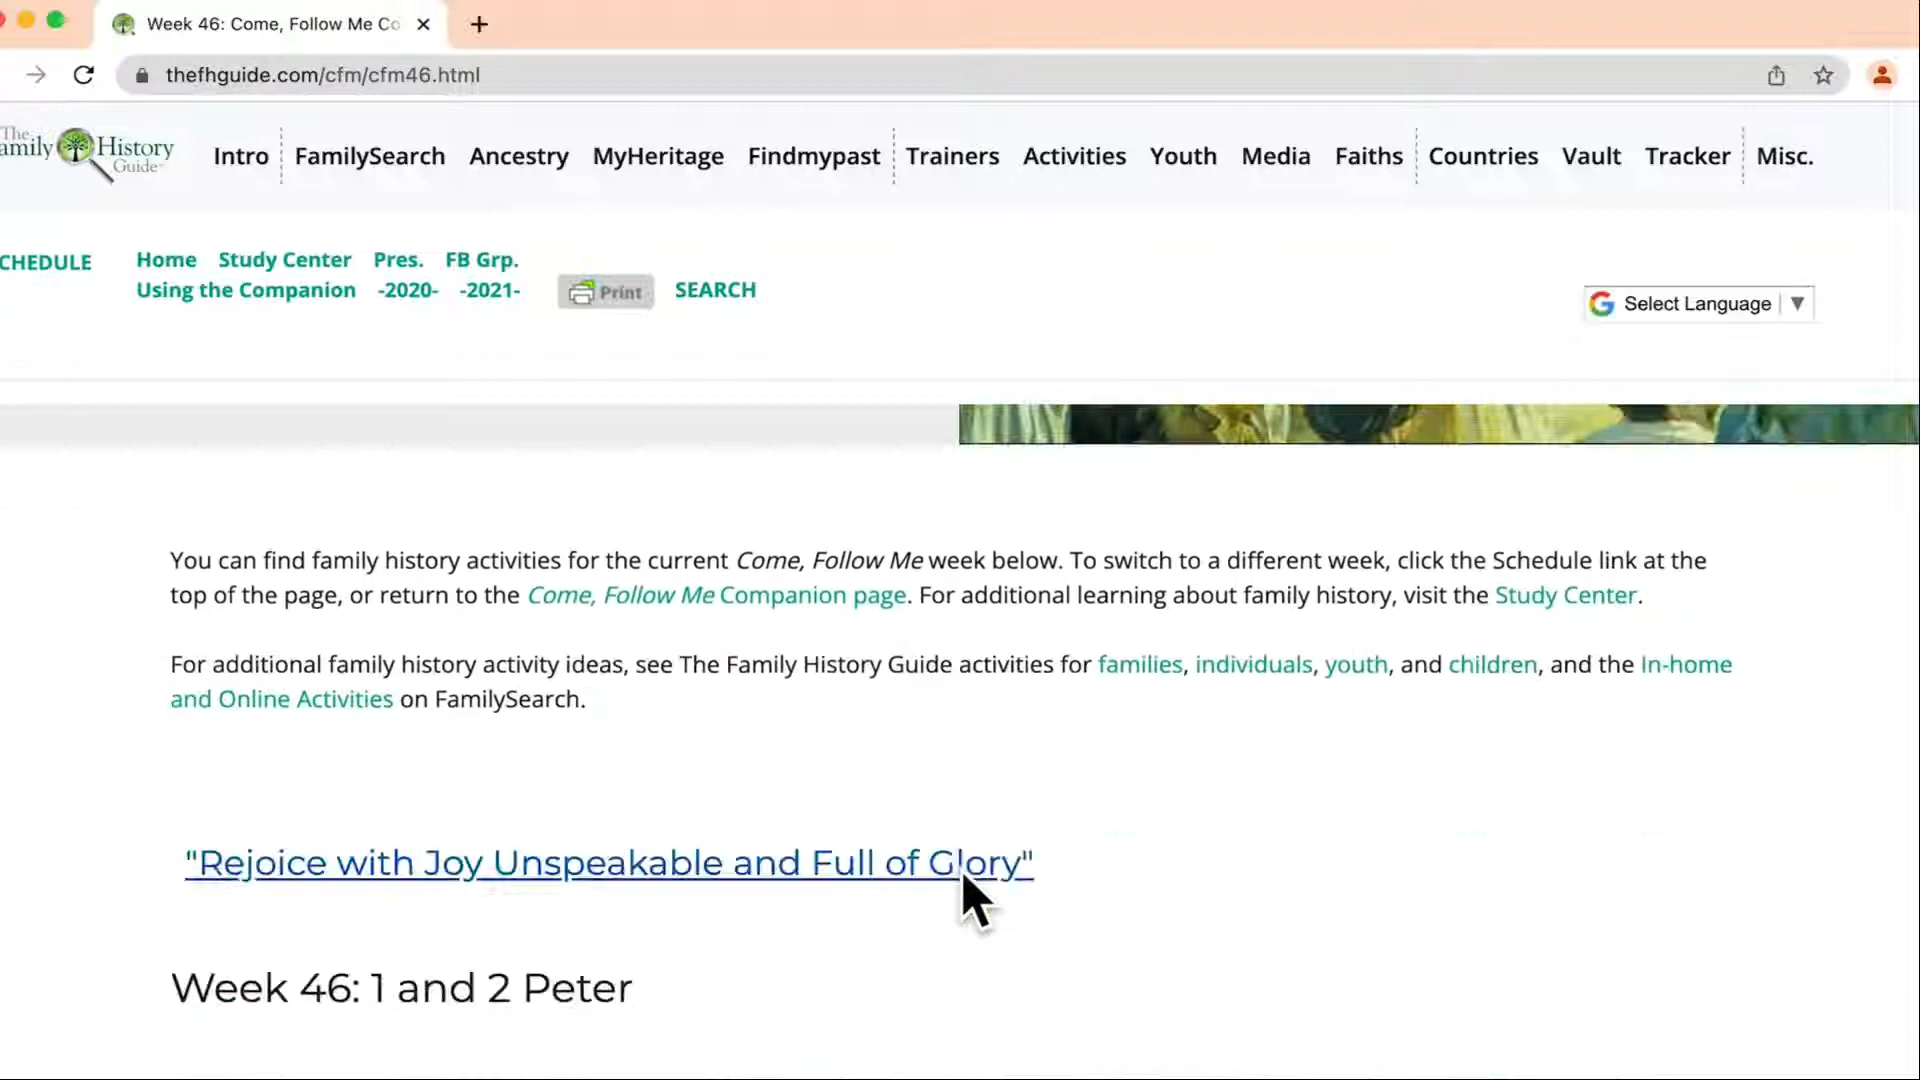 Week 46: Come, Follow Me Co
thefhguide.com/cfm/cfm46.html
The
amily History
Guide
Intro FamilySearch Ancestry MyHeritage Findmypast Trainers Activities Youth Media Faiths Countries Vault Tracker Misc.
CHEDULE
Home Study Center Pres. FB Grp.
Using the Companion -2020- -2021-
Print
SEARCH
Select Language
You can find family history activities for the current Come, Follow Me week below. To switch to a different week, click the Schedule link at the
top of the page, or return to the Come, Follow Me Companion page. For additional learning about family history, visit the Study Center.
For additional family history activity ideas, see The Family History Guide activities for families, individuals, youth, and children, and the In-home
and Online Activities on FamilySearch.
"Rejoice with Joy Unspeakable and Full of Glory"
Week 46: 1 and 2 Peter